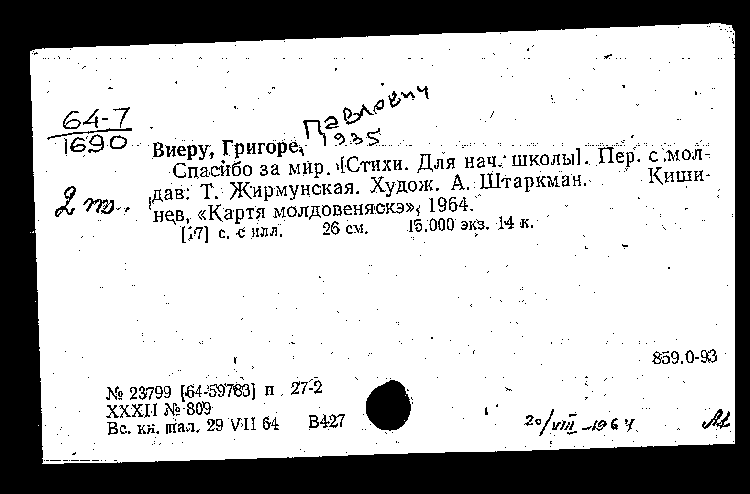 64-7
1690
2 т.
Павлович
1935
Виеру, Григоре,
Спасибо за мир. [Стихи. Для нач. школы]. Пер. с мол-
дав: Т. Жирмунская. Худож. А. Штаркман. Киши-
нев, «Картя молдовеняскэ», 1964.
[17] с. с илл. 26 см. 15.000 экз. 14 к.
859.0-93
№ 23799 [64-59783] п 27-2
XXXII № 809
Вс. кн. пал. 29 VII 64 В427
20/VIII-1964